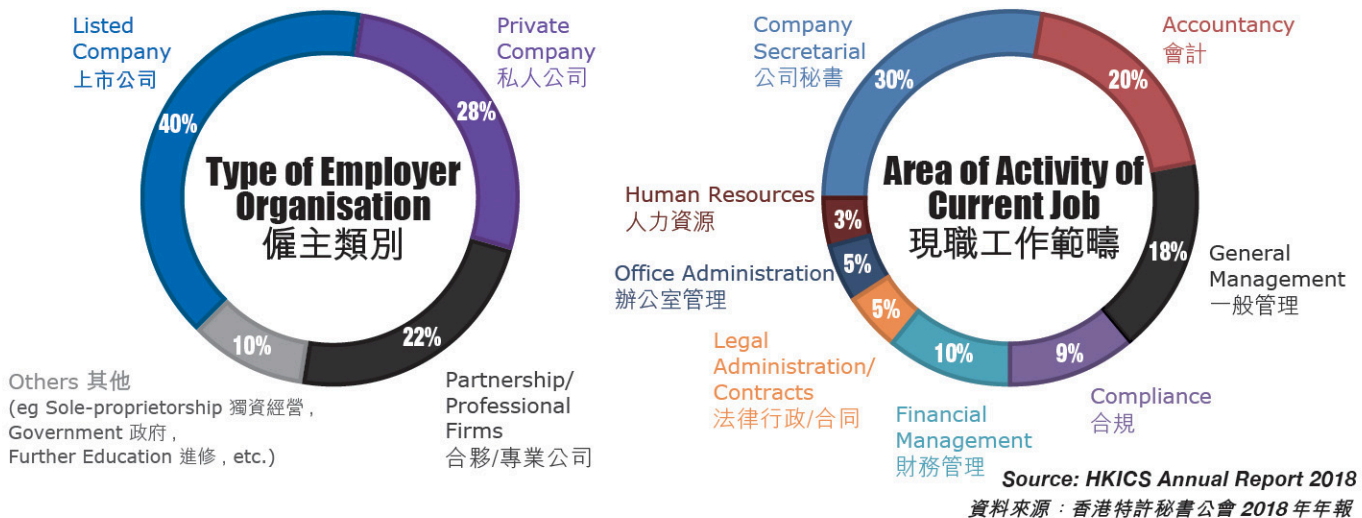 Listed
Company
上市公司
40%
Private
Company
私人公司
28%
Type of Employer
Organisation
僱主類別
10%
22%
Others 其他
(eg Sole-proprietorship 獨資經營 ,
Government 政府 ,
Further Education 進修 , etc.)
Partnership/
Professional
Firms
合夥/專業公司
Company
Secretarial
公司秘書
30%
Accountancy
會計
20%
Area of Activity of
Current Job
現職工作範疇
Human Resources
人力資源
3%
Office Administration
辦公室管理
5%
18%
General
Management
一般管理
Legal
Administration/
Contracts
法律行政/合同
5%
10%
Financial
Management
財務管理
9%
Compliance
合規
Source: HKICS Annual Report 2018
資料來源：香港特許秘書公會 2018 年年報